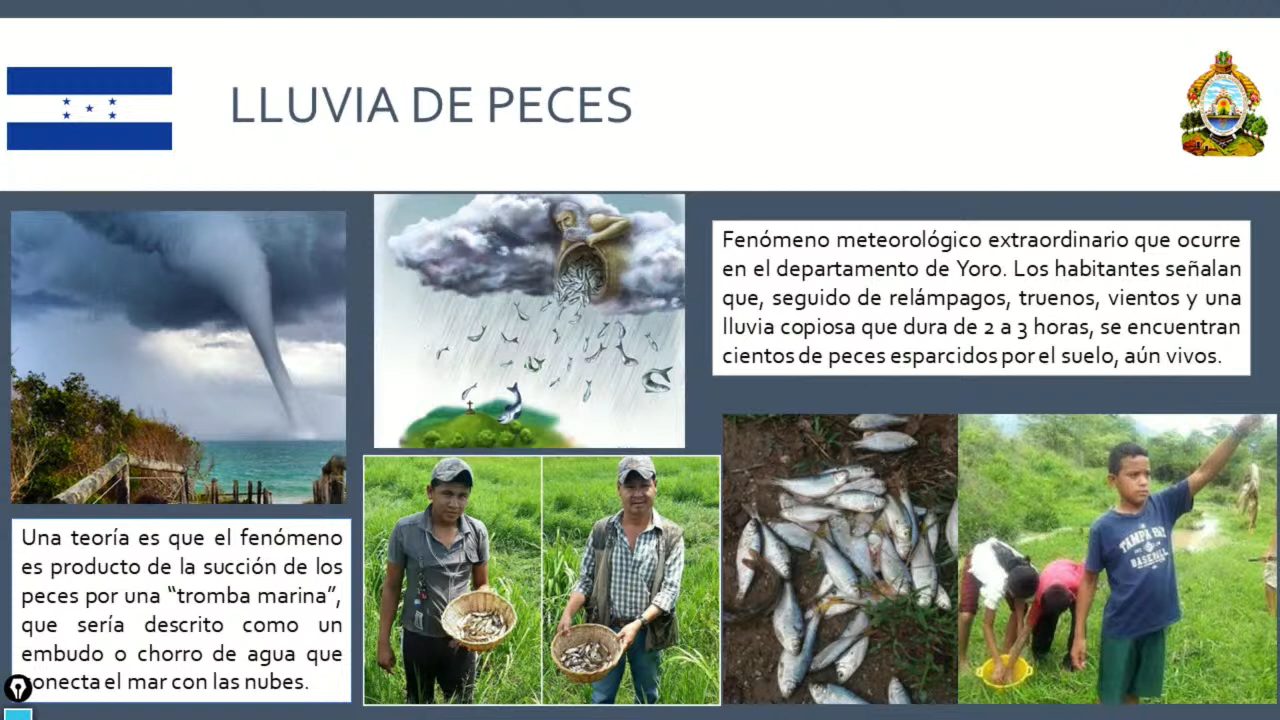 LLUVIA DE PECES
Fenómeno meteorológico extraordinario que ocurre
en el departamento de Yoro. Los habitantes señalan
que, seguido de relámpagos, truenos, vientos y una
lluvia copiosa que dura de 2 a 3 horas, se encuentran
cientos de peces esparcidos por el suelo, aún vivos.
Una teoría es que el fenómeno
es producto de la succión de los
peces por una “tromba marina”,
que sería descrito como un
embudo o chorro de agua que
conecta el mar con las nubes.
TAMPA BAY
BASEBALL